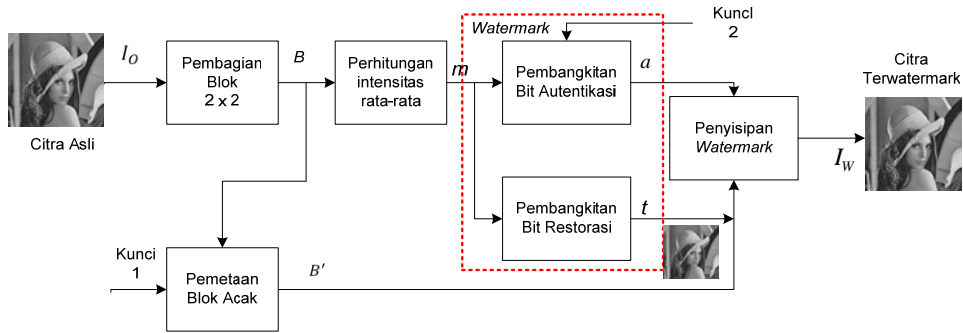 I_O
Citra Asli
Pembagian
Blok
2 x 2
B
Perhitungan
intensitas
rata-rata
m
Watermark
Pembangkitan
Bit Autentikasi
a
Kuncl
2
Pembangkitan
Bit Restorasi
t
Penyisipan
Watermark
I_W
Citra
Terwatermark
Kunci
1
Pemetaan
Blok Acak
B'